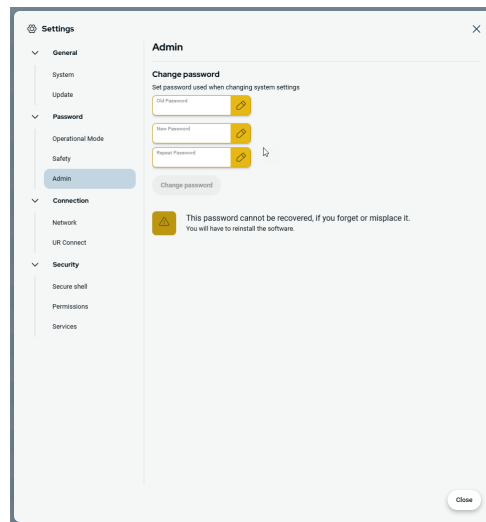 Settings
General
System
Update
Password
Operational Mode
Safety
Admin
Connection
Network
UR Connect
Security
Secure shell
Permissions
Services
Admin
Change password
Set password used when changing system settings
Old Password
New Password
Repeat Password
Change password
This password cannot be recovered, if you forget or misplace it.
You will have to reinstall the software.
Close